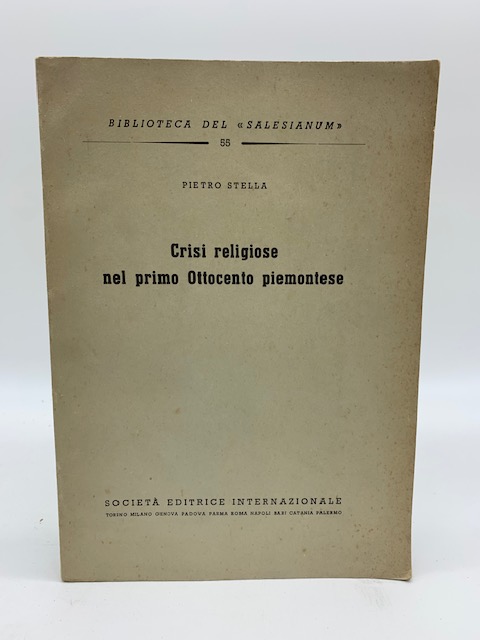 BIBLIOTECA DEL «SALESIANUM»
55
PIETRO STELLA
Crisi religiose
nel primo Ottocento piemontese
SOCIETÀ EDITRICE INTERNAZIONALE
TORINO MILANO GENOVA PADOVA PARMA ROMA NAPOLI BARI CATANIA PALERMO